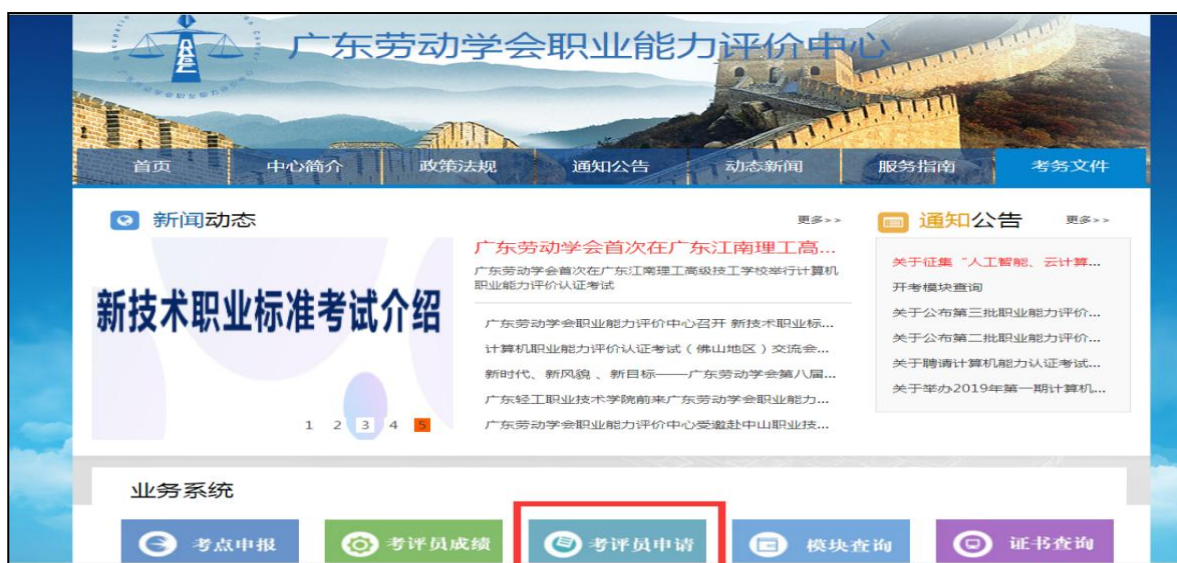 广东劳动学会职业能力评价中心
首页 中心简介 政策法规 通知公告 动态新闻 服务指南 考务文件
新闻动态 更多>>
新技术职业标准考试介绍
1 2 3 4 5
广东劳动学会首次在广东江南理工高...
广东劳动学会首次在广东江南理工高级技工学校举行计算机
职业能力评价认证考试
广东劳动学会职业能力评价中心召开 新技术职业标...
计算机职业能力评价认证考试(佛山地区)交流会...
新时代、新风貌 、新目标——广东劳动学会第八届...
广东轻工职业技术学院前来广东劳动学会职业能力...
广东劳动学会职业能力评价中心受邀赴中山职业技...
通知公告 更多>>
关于征集“人工智能、云计算...
开考模块查询
关于公布第三批职业能力评价...
关于公布第二批职业能力评价...
关于聘请计算机能力认证考试...
关于举办2019年第一期计算机...
业务系统
考点申报 考评员成绩 考评员申请 模块查询 证书查询